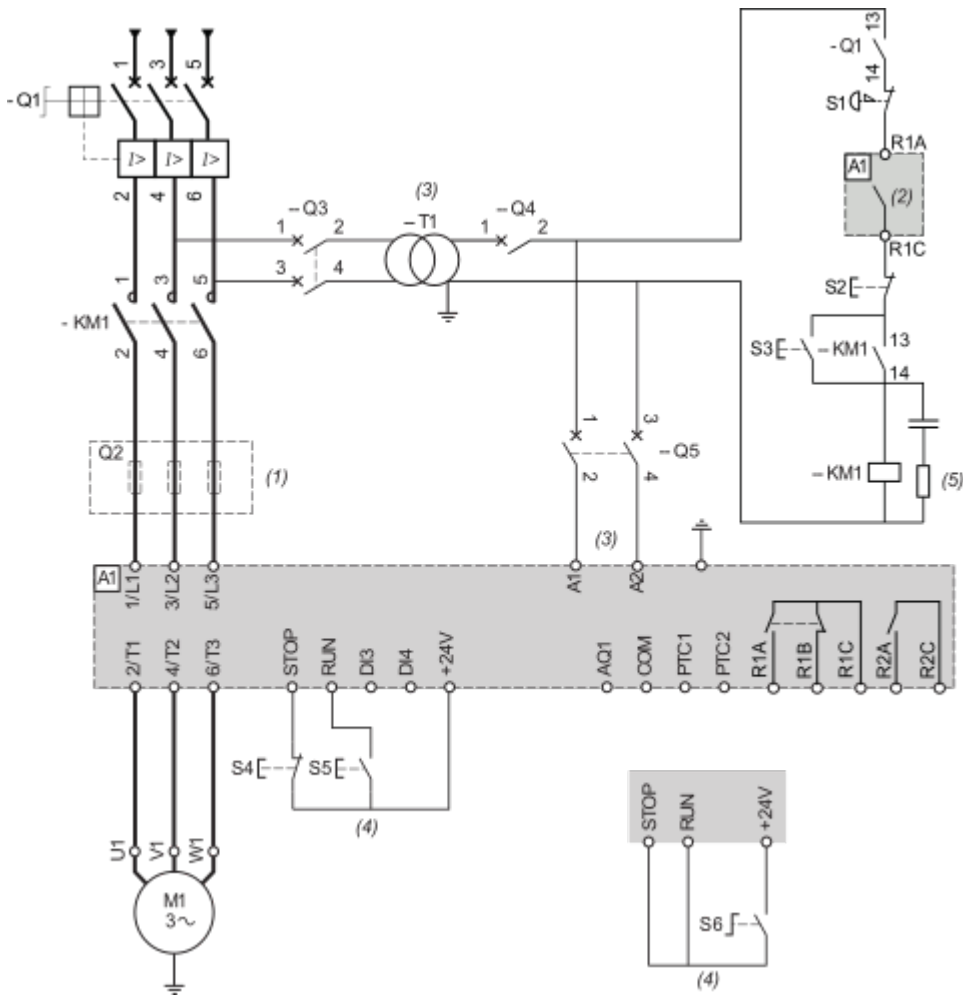 1 3 5
- Q1
I> I> I>
2 4 6
1 3 5
- KM1
2 4 6
Q2
(1)
– Q3
1 2
3 4
(3)
– T1
– Q4
1 2
1 3
– Q5
2 4
(3)
13
- Q1
14
S1
R1A
A1
(2)
R1C
S2
S3
– KM1
13
14
– KM1
(5)
A1
1/L1 3/L2 5/L3
A1 A2
2/T1 4/T2 6/T3
STOP RUN DI3 DI4 +24V
AQ1 COM PTC1 PTC2
R1A R1B R1C R2A R2C
S4 S5
(4)
U1 V1 W1
M1
3~
STOP RUN +24V
S6
(4)